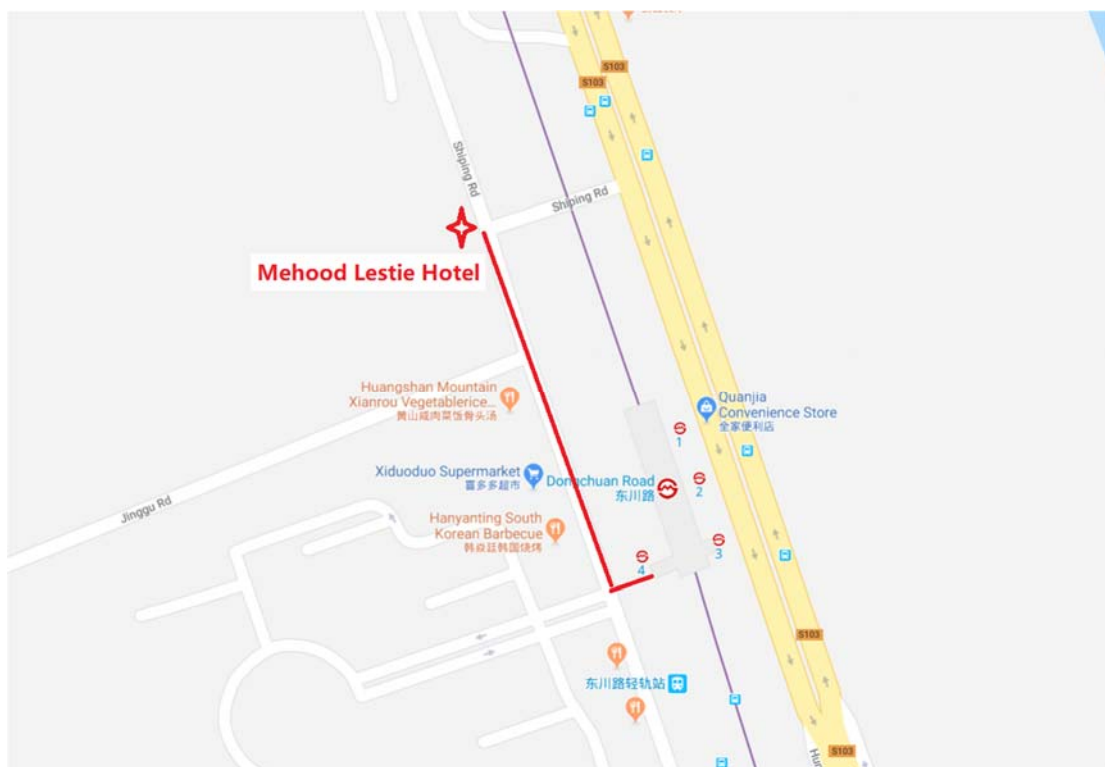 S103
S103
Shiping Rd
Shiping Rd
Mehood Lestie Hotel
Huangshan Mountain
Xianrou Vegetablerice...
黄山咸肉菜饭骨头汤
Quanjia
Convenience Store
全家便利店
1
Xiduoduo Supermarket
喜多多超市
Dongchuan Road
东川路
2
Jinggu Rd
Hanyanting South
Korean Barbecue
韩焱廷韩国烧烤
3
4
S103
东川路轻轨站
S103